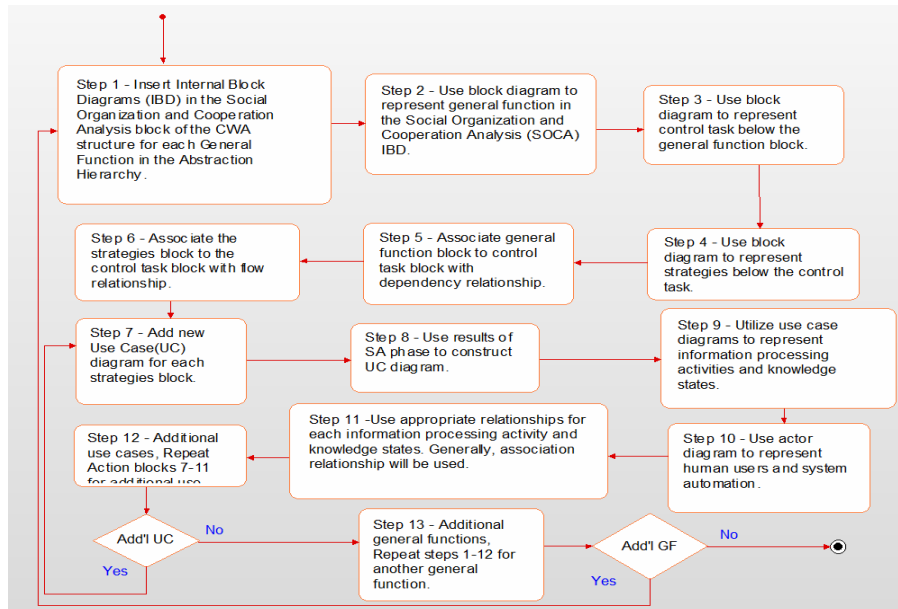 Step 1 - Insert Internal Block
Diagrams (IBD) in the Social
Organization and Cooperation
Analysis block of the CWA
structure for each General
Function in the Abstraction
Hierarchy.
Step 2 - Use block diagram to
represent general function in
the Social Organization and
Cooperation Analysis (SOCA)
IBD.
Step 3 - Use block
diagram to represent
control task below the
general function block.
Step 4 - Use block
diagram to represent
strategies below the control
task.
Step 5 - Associate general
function block to control
task block with
dependency relationship.
Step 6 - Associate the
strategies block to the
control task block with flow
relationship.
Step 7 - Add new
Use Case(UC)
diagram for each
strategies block.
Step 8 - Use results of
SA phase to construct
UC diagram.
Step 9 - Utilize use case
diagrams to represent
information processing
activities and knowledge
states.
Step 10 - Use actor
diagram to represent
human users and system
automation.
Step 11 -Use appropriate relationships for
each information processing activity and
knowledge states. Generally, association
relationship will be used.
Step 12 - Additional
use cases, Repeat
Action blocks 7-11
for additional use
Add'l UC
No
Yes
Step 13 - Additional
general functions,
Repeat steps 1-12 for
another general
function.
Add'l GF
No
Yes